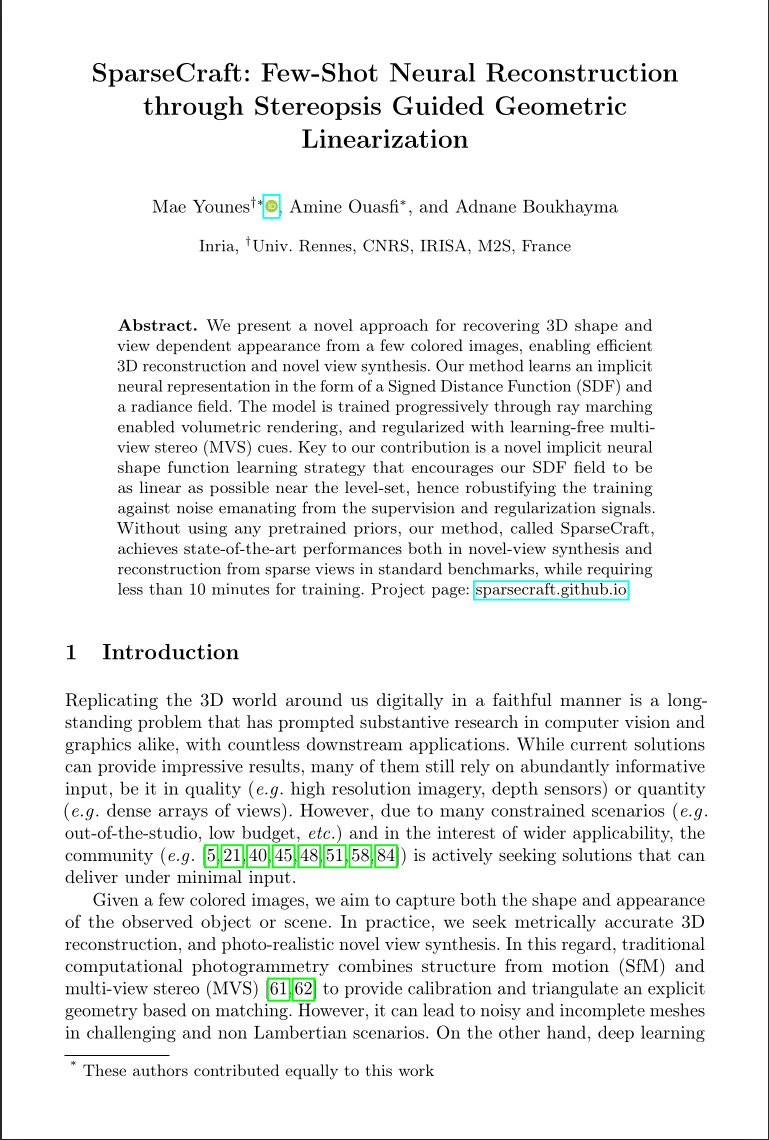 SparseCraft: Few-Shot Neural Reconstruction
through Stereopsis Guided Geometric
Linearization
Mae Younes†*, Amine Ouasfi*, and Adnane Boukhayma
Inria, †Univ. Rennes, CNRS, IRISA, M2S, France
Abstract. We present a novel approach for recovering 3D shape and
view dependent appearance from a few colored images, enabling efficient
3D reconstruction and novel view synthesis. Our method learns an implicit
neural representation in the form of a Signed Distance Function (SDF) and
a radiance field. The model is trained progressively through ray marching
enabled volumetric rendering, and regularized with learning-free multi-
view stereo (MVS) cues. Key to our contribution is a novel implicit neural
shape function learning strategy that encourages our SDF field to be
as linear as possible near the level-set, hence robustifying the training
against noise emanating from the supervision and regularization signals.
Without using any pretrained priors, our method, called SparseCraft,
achieves state-of-the-art performances both in novel-view synthesis and
reconstruction from sparse views in standard benchmarks, while requiring
less than 10 minutes for training. Project page: sparsecraft.github.io
1 Introduction
Replicating the 3D world around us digitally in a faithful manner is a long-
standing problem that has prompted substantive research in computer vision and
graphics alike, with countless downstream applications. While current solutions
can provide impressive results, many of them still rely on abundantly informative
input, be it in quality (e.g. high resolution imagery, depth sensors) or quantity
(e.g. dense arrays of views). However, due to many constrained scenarios (e.g.
out-of-the-studio, low budget, etc.) and in the interest of wider applicability, the
community (e.g. [5,21,40,45,48,51,58,84]) is actively seeking solutions that can
deliver under minimal input.
Given a few colored images, we aim to capture both the shape and appearance
of the observed object or scene. In practice, we seek metrically accurate 3D
reconstruction, and photo-realistic novel view synthesis. In this regard, traditional
computational photogrammetry combines structure from motion (SfM) and
multi-view stereo (MVS) [61,62] to provide calibration and triangulate an explicit
geometry based on matching. However, it can lead to noisy and incomplete meshes
in challenging and non Lambertian scenarios. On the other hand, deep learning
* These authors contributed equally to this work